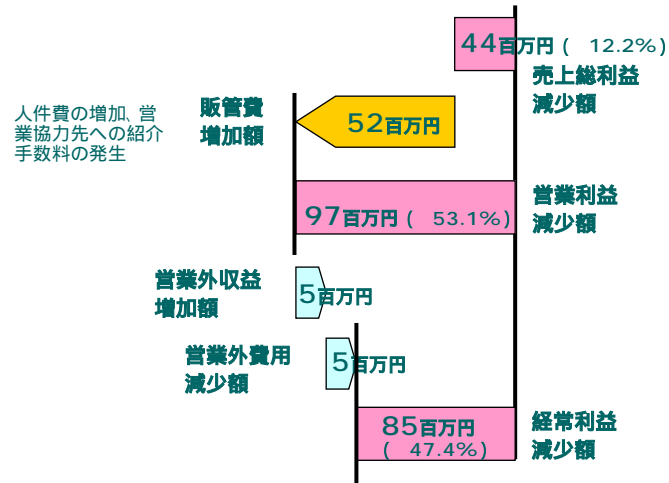 44百万円 ( 12.2%)
売上総利益
減少額
人件費の増加、営
業協力先への紹介
手数料の発生
販管費
増加額
52百万円
営業利益
減少額
97百万円 ( 53.1%)
営業外収益
増加額
5百万円
営業外費用
減少額
5百万円
85百万円
( 47.4%)
経常利益
減少額